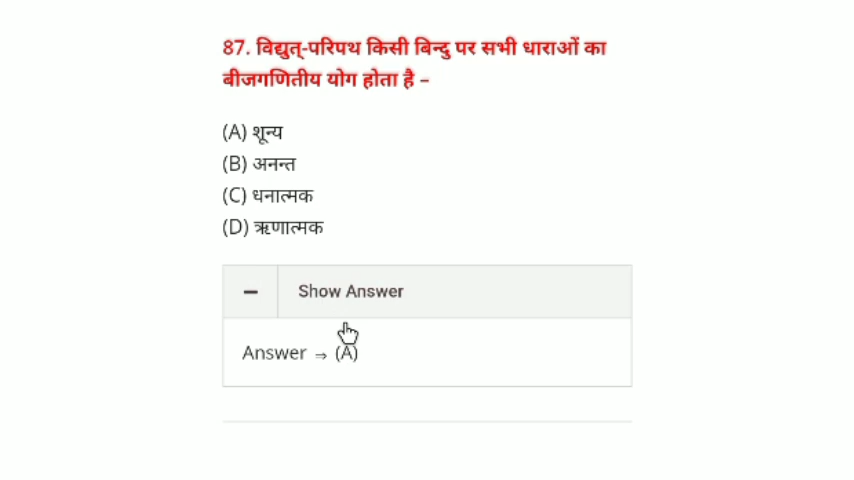 87. विद्युत्-परिपथ किसी बिन्दु पर सभी धाराओं का
बीजगणितीय योग होता है –
(A) शून्य
(B) अनन्त
(C) धनात्मक
(D) ऋणात्मक
Show Answer
Answer ⇒ (A)